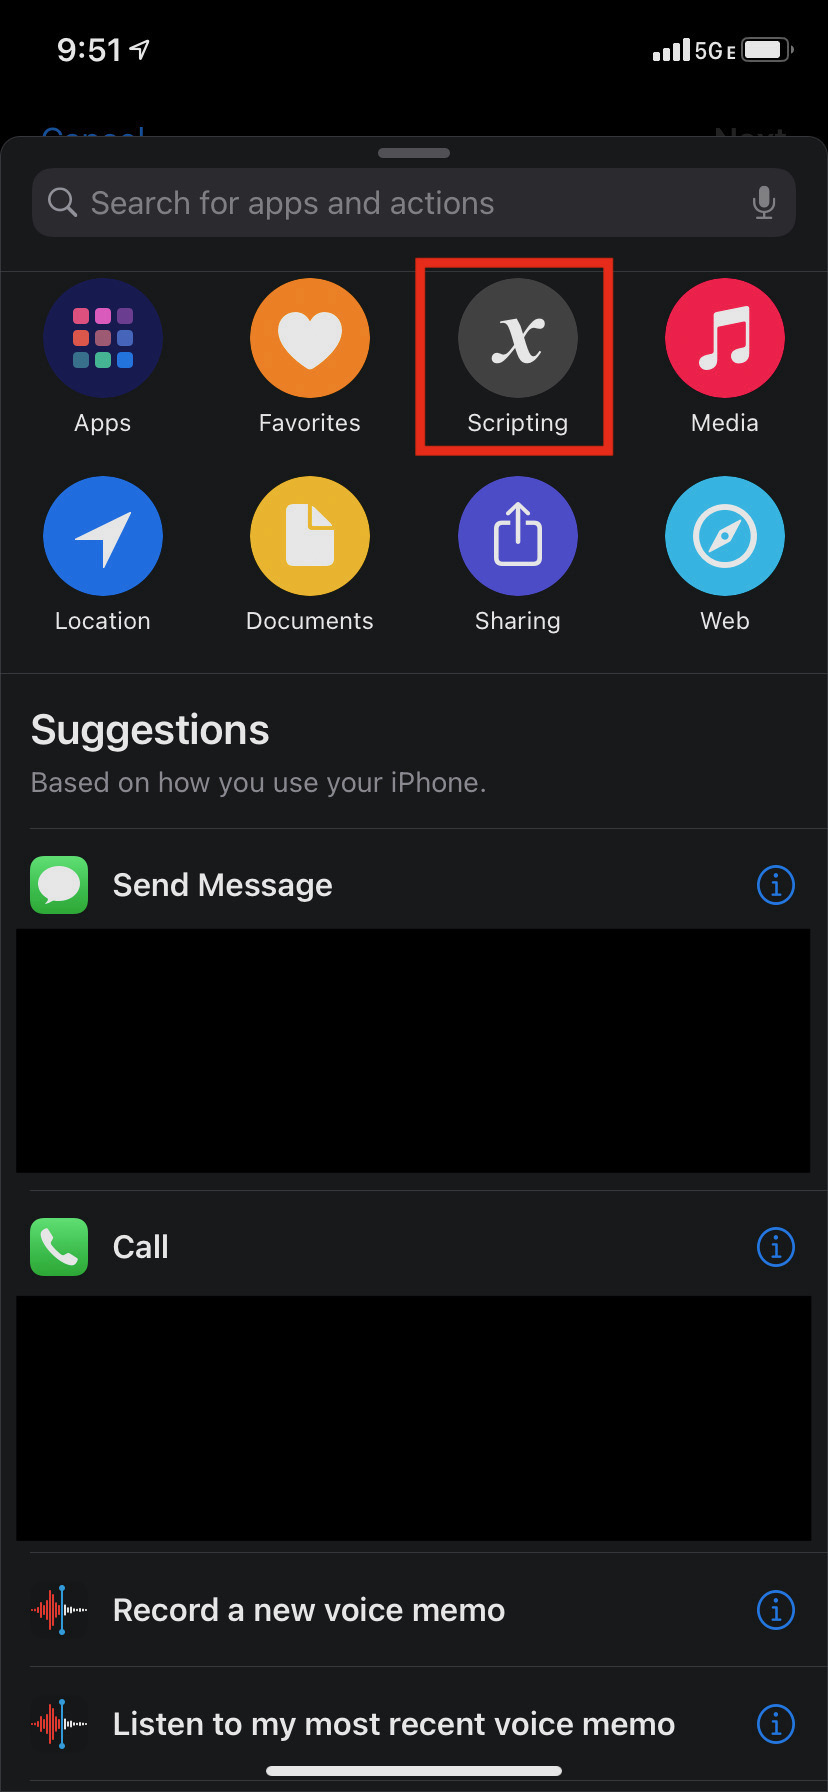 9:51
5G E
Search for apps and actions
Apps
Favorites
Scripting
Media
Location
Documents
Sharing
Web
Suggestions
Based on how you use your iPhone.
Send Message
Call
Record a new voice memo
Listen to my most recent voice memo